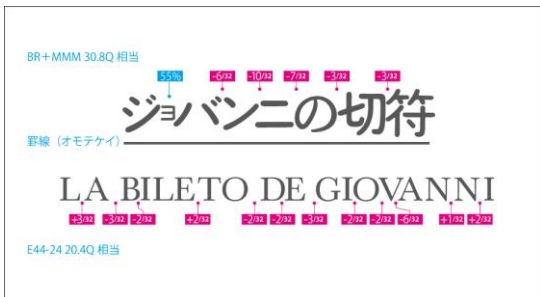 BR+MMM 30.8Q 相当
55% -6/32 -10/32 -7/32 -3/32 -3/32
ジョバンニの切符
罫線（オモテケイ）
LA BILETO DE GIOVANNI
+3/32 -3/32 -2/32 +2/32 -2/32 -2/32 -3/32 -2/32 -2/32 -6/32 +1/32 +2/32
E44-24 20.4Q 相当